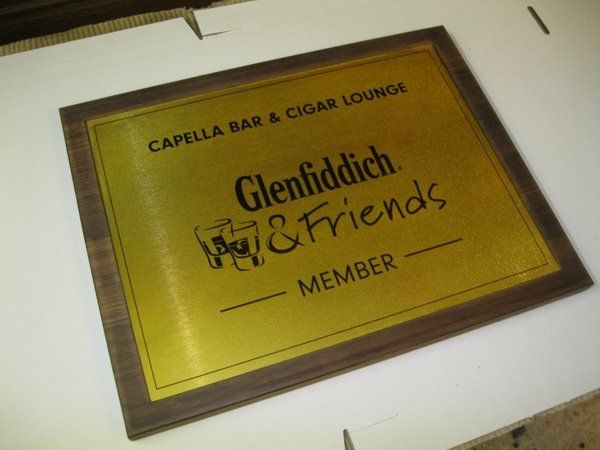 CAPELLA BAR & CIGAR LOUNGE
Glenfiddich®
& Friends
MEMBER